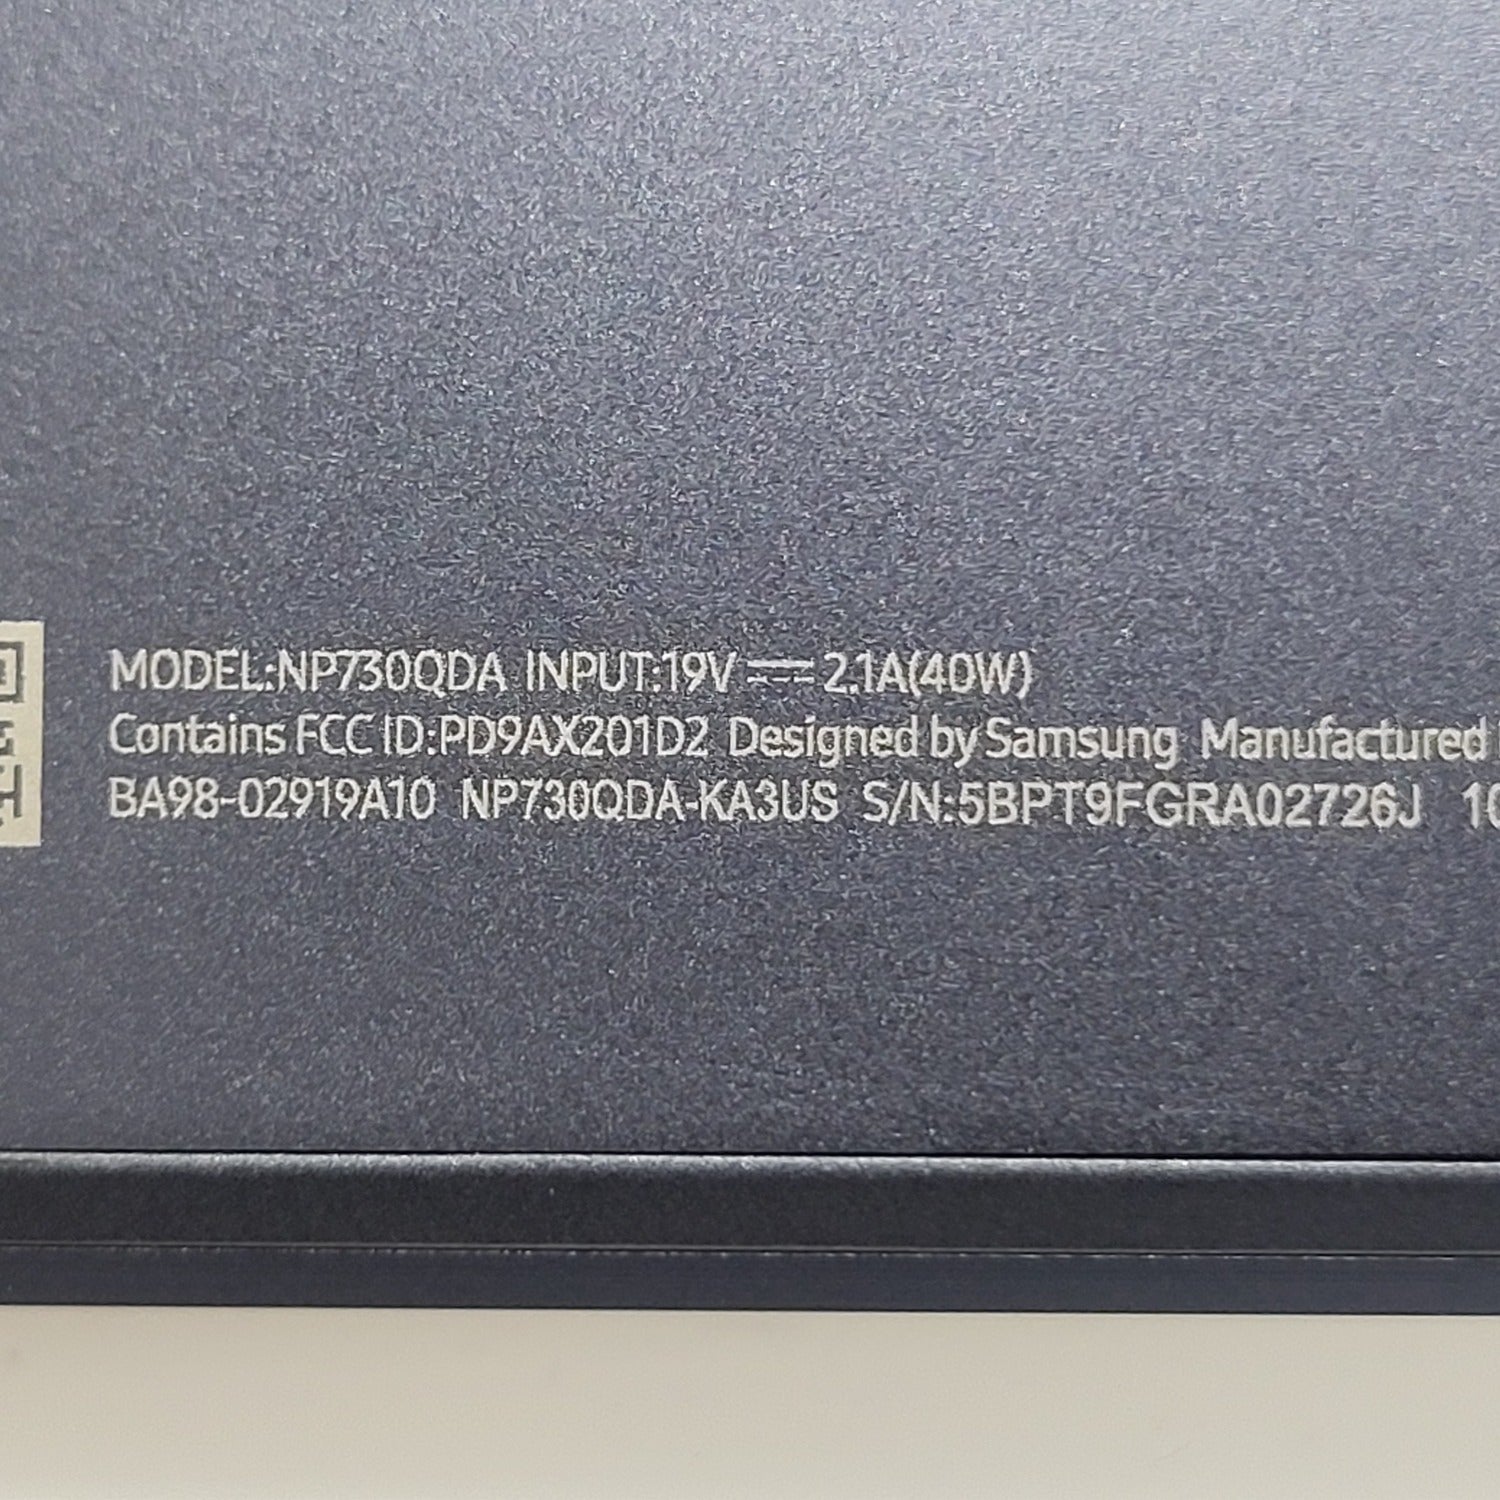 MODEL:NP730QDA INPUT:19V ⎓ 2.1A(40W)
Contains FCC ID:PD9AX201D2 Designed by Samsung Manufactured
BA98-02919A10 NP730QDA-KA3US S/N:5BPT9FGRA02726J 10